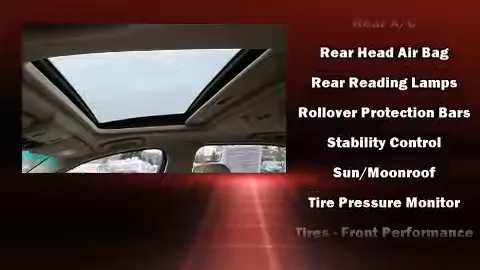 Rear A/C
Rear Head Air Bag
Rear Reading Lamps
Rollover Protection Bars
Stability Control
Sun/Moonroof
Tire Pressure Monitor
Tires - Front Performance